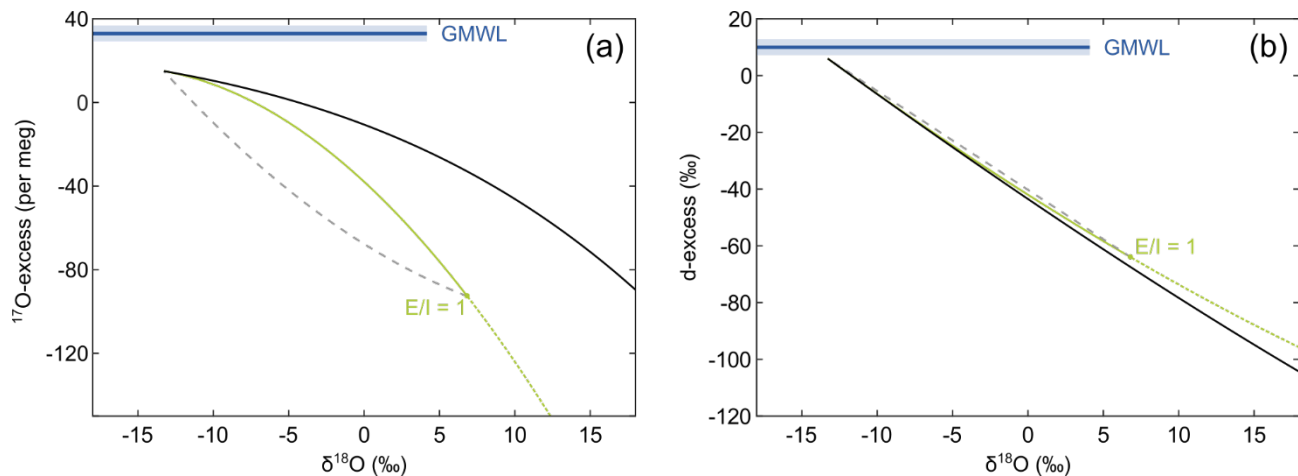 (a)
GMWL
E/I = 1
¹⁷O-excess (per meg)
40
0
-40
-80
-120
-15 -10 -5 0 5 10 15
δ¹⁸O (‰)
(b)
GMWL
E/I = 1
d-excess (‰)
20
0
-20
-40
-60
-80
-100
-120
-15 -10 -5 0 5 10 15
δ¹⁸O (‰)